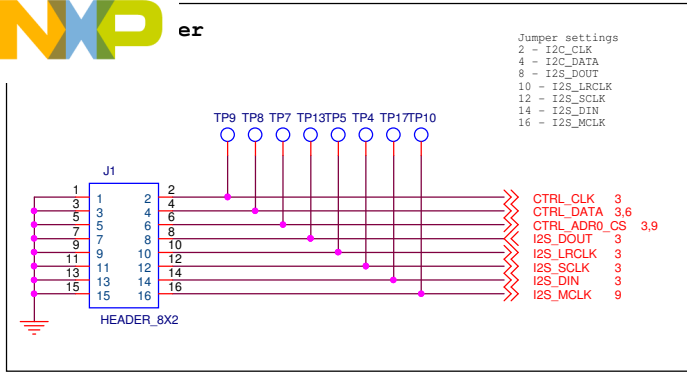 NXP
er
Jumper settings
2 - I2C_CLK
4 - I2C_DATA
8 - I2S_DOUT
10 - I2S_LRCLK
12 - I2S_SCLK
14 - I2S_DIN
16 - I2S_MCLK
TP9 TP8 TP7 TP13 TP5 TP4 TP17 TP10
J1
1 1 2 2 CTRL_CLK 3
3 3 4 4 CTRL_DATA 3,6
5 5 6 6 CTRL_ADR0_CS 3,9
7 7 8 8 I2S_DOUT 3
9 9 10 10 I2S_LRCLK 3
11 11 12 12 I2S_SCLK 3
13 13 14 14 I2S_DIN 3
15 15 16 16 I2S_MCLK 9
HEADER_8X2